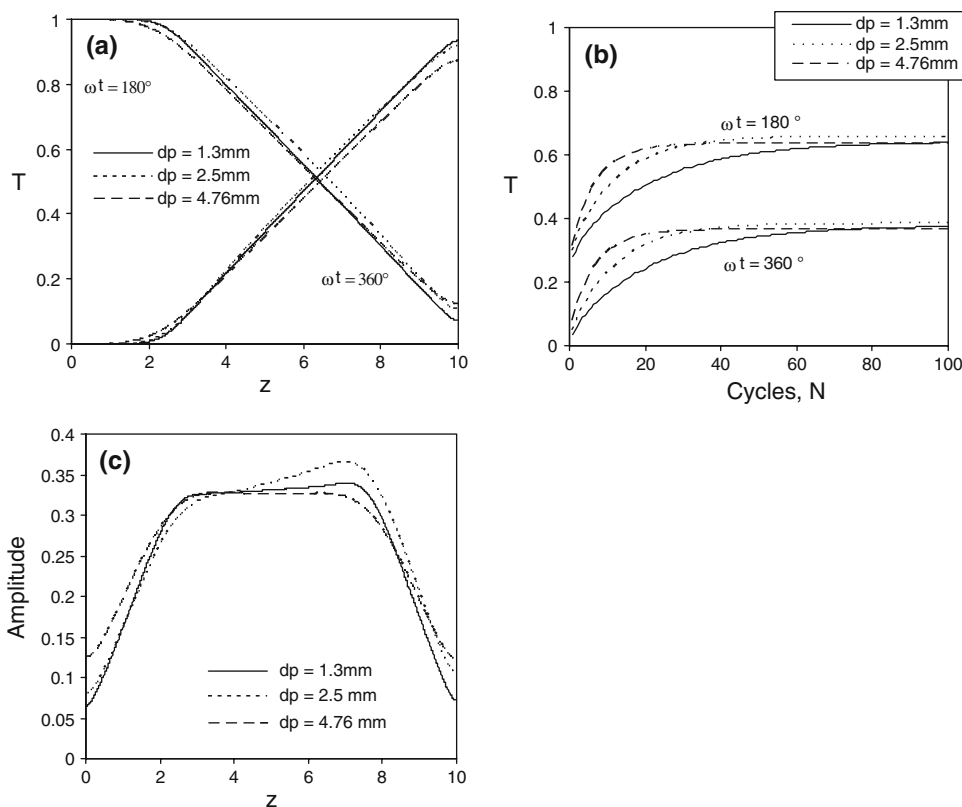 (a)
1
0.8
0.6
T
0.4
0.2
0
ωt = 180°
dp = 1.3mm
dp = 2.5mm
dp = 4.76mm
ωt = 360°
0 2 4 6 8 10
z
(b)
dp = 1.3mm
dp = 2.5mm
dp = 4.76mm
1
0.8
0.6
T
0.4
0.2
0
ωt = 180 °
ωt = 360 °
0 20 40 60 80 100
Cycles, N
(c)
0.4
0.35
0.3
0.25
0.2
0.15
0.1
0.05
0
Amplitude
dp = 1.3mm
dp = 2.5 mm
dp = 4.76 mm
0 2 4 6 8 10
z